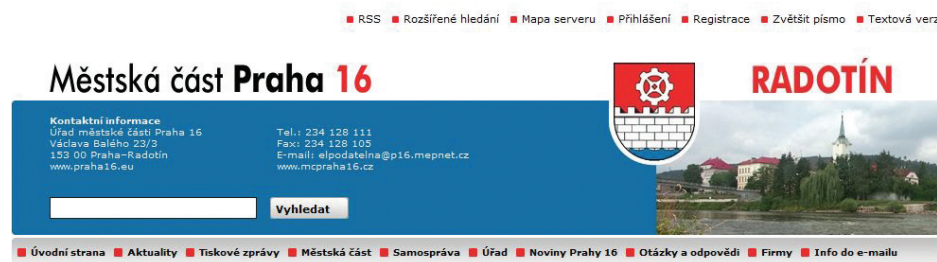 RSS Rozšířené hledání Mapa serveru Přihlášení Registrace Zvětšit písmo Textová verz
Městská část Praha 16
RADOTÍN
Kontaktní informace
Úřad městské části Praha 16
Václava Balého 23/3
153 00 Praha-Radotín
www.praha16.eu
Tel.: 234 128 111
Fax: 234 128 105
E-mail: elpodatelna@p16.mepnet.cz
www.mcpraha16.cz
Vyhledat
Úvodní strana Aktuality Tiskové zprávy Městská část Samospráva Úřad Noviny Prahy 16 Otázky a odpovědi Firmy Info do e-mailu